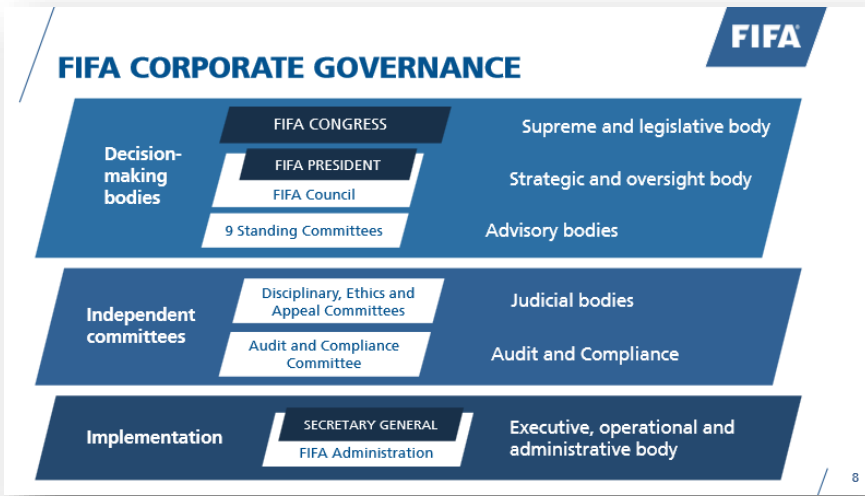 FIFA
FIFA CORPORATE GOVERNANCE
Decision-
making
bodies
FIFA CONGRESS
Supreme and legislative body
FIFA PRESIDENT
FIFA Council
Strategic and oversight body
9 Standing Committees
Advisory bodies
Independent
committees
Disciplinary, Ethics and
Appeal Committees
Judicial bodies
Audit and Compliance
Committee
Audit and Compliance
Implementation
SECRETARY GENERAL
FIFA Administration
Executive, operational and
administrative body
8